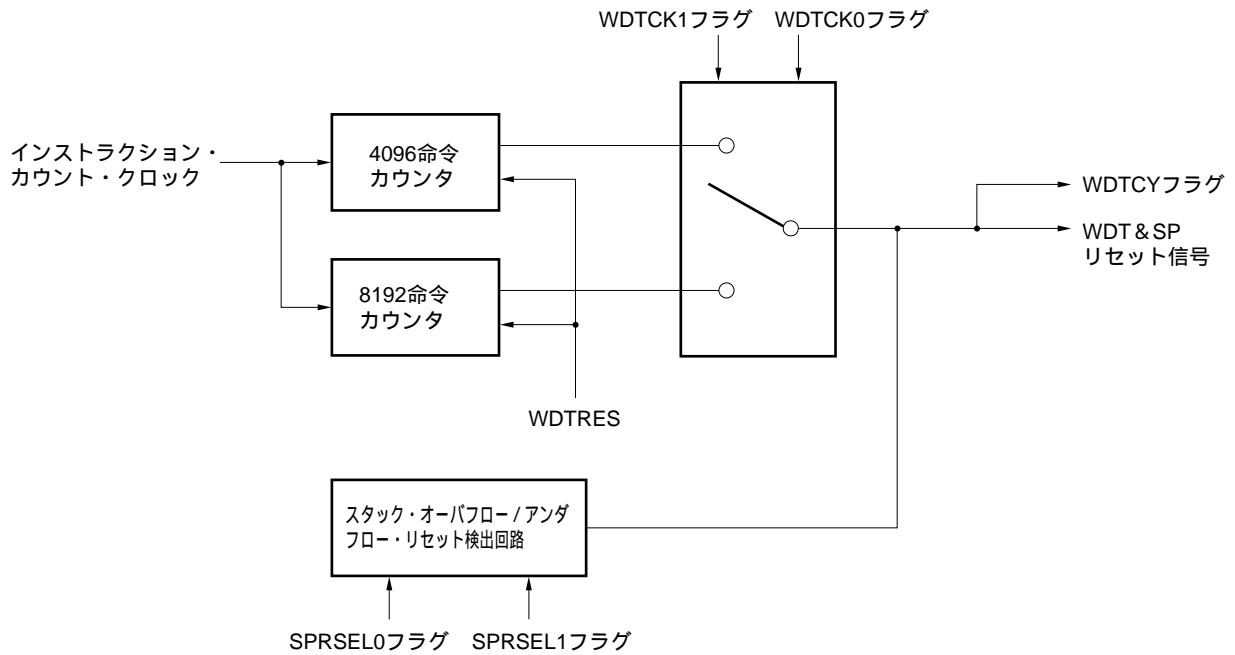 WDTCK1フラグ WDTCK0フラグ
インストラクション・
カウント・クロック
4096命令
カウンタ
8192命令
カウンタ
WDTRES
WDTCYフラグ
WDT＆SP
リセット信号
スタック・オーバフロー / アンダ
フロー・リセット検出回路
SPRSEL0フラグ SPRSEL1フラグ